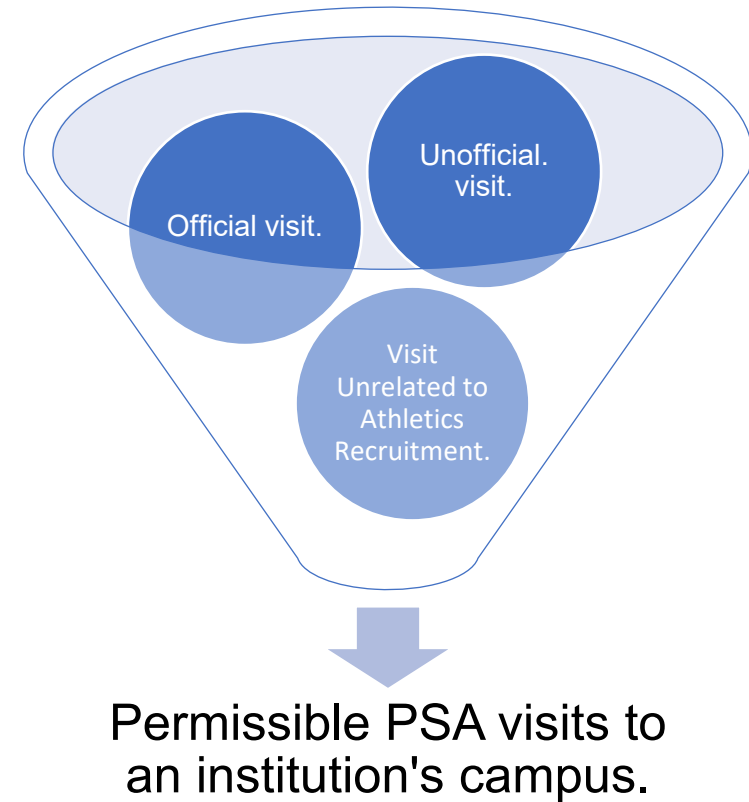 Unofficial.
visit.
Official visit.
Visit
Unrelated to
Athletics
Recruitment.
Permissible PSA visits to
an institution's campus.